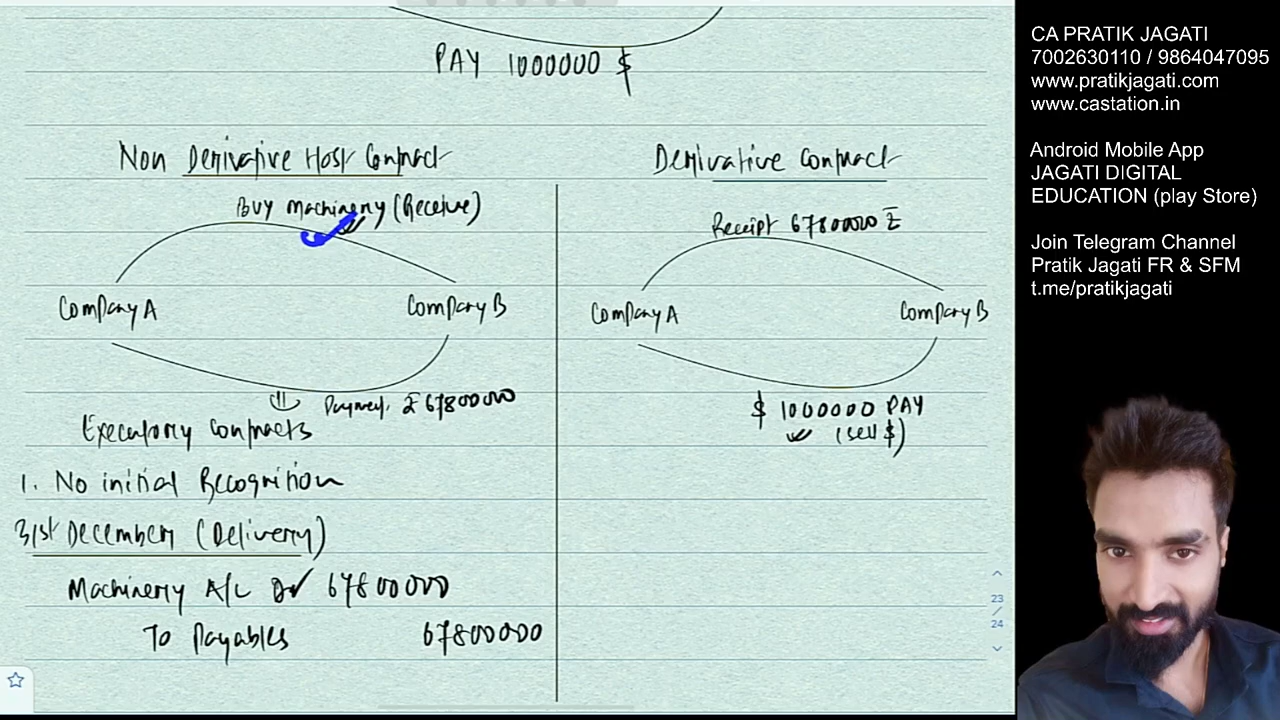 PAY 1000000 $
Non Derivative Host Contract
Buy Machinery (Receive)
Company A
Company B
Payment. ₹ 67800000
Executory Contracts
1. No initial Recognition
31st December (Delivery)
Machinery A/C Dr 67800000
To Payables 67800000
Derivative Contract
Receipt 67800000 ₹
Company A
Company B
$ 1000000 PAY
(sell $)
23
/
24
CA PRATIK JAGATI
7002630110 / 9864047095
www.pratikjagati.com
www.castation.in
Android Mobile App
JAGATI DIGITAL
EDUCATION (play Store)
Join Telegram Channel
Pratik Jagati FR & SFM
t.me/pratikjagati